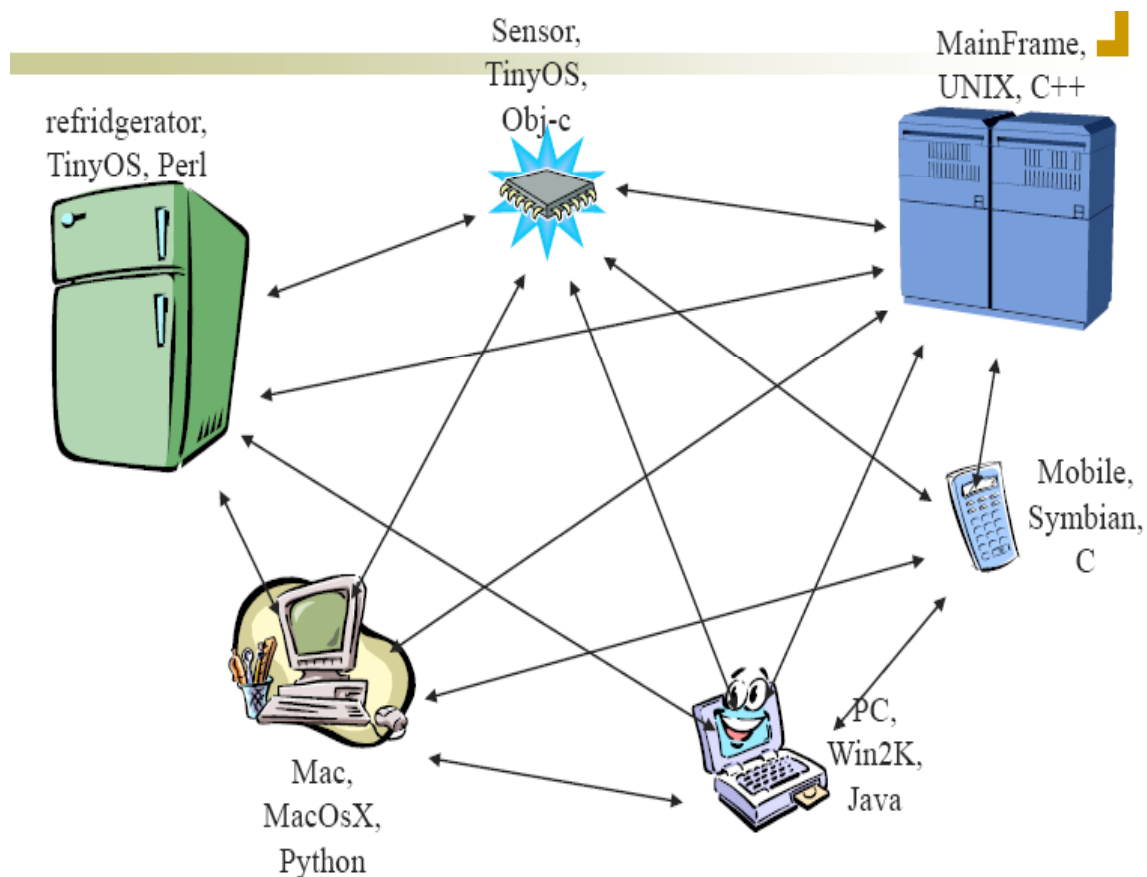 Sensor,
TinyOS,
Obj-c
MainFrame,
UNIX, C++
refridgerator,
TinyOS, Perl
Mobile,
Symbian,
C
PC,
Win2K,
Java
Mac,
MacOsX,
Python